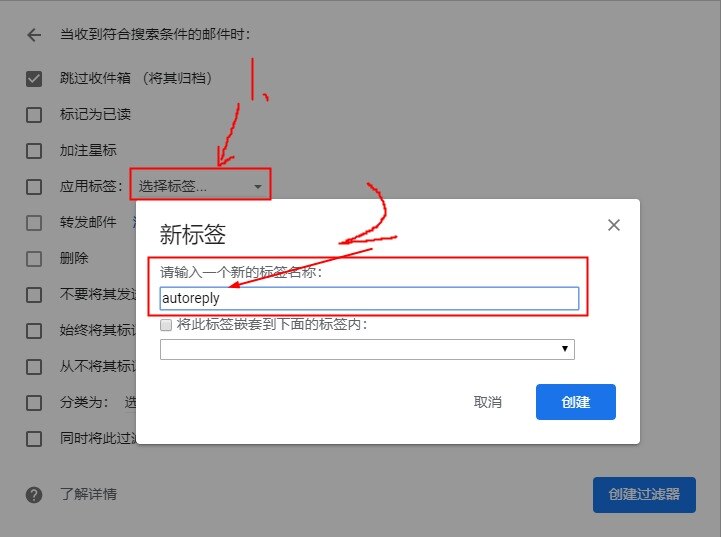 当收到符合搜索条件的邮件时：
跳过收件箱 （将其归档）
1.
标记为已读
加注星标
应用标签： 选择标签...
转发邮件
2
删除
新标签
请输入一个新的标签名称：
autoreply
不要将其发
将此标签嵌套到下面的标签内：
始终将其标
从不将其标
分类为： 选
取消 创建
同时将此过
了解详情 创建过滤器